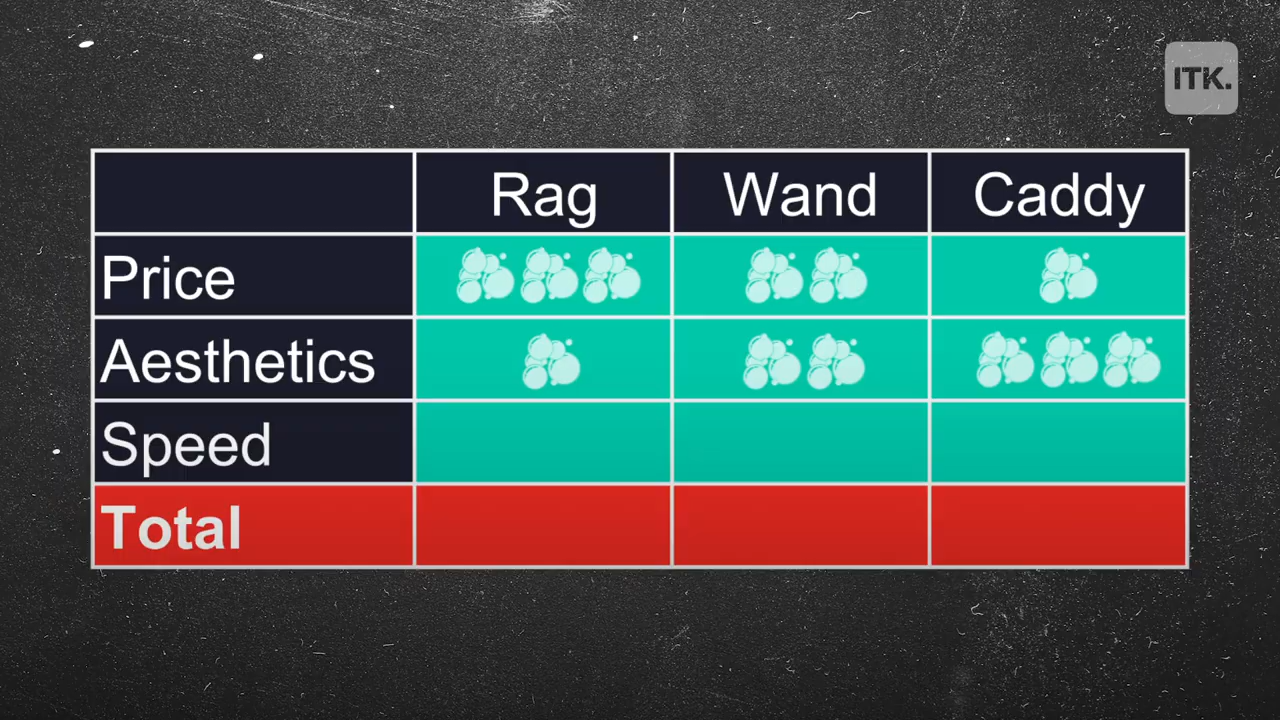 ITK.
Rag Wand Caddy
Price
Aesthetics
Speed
Total